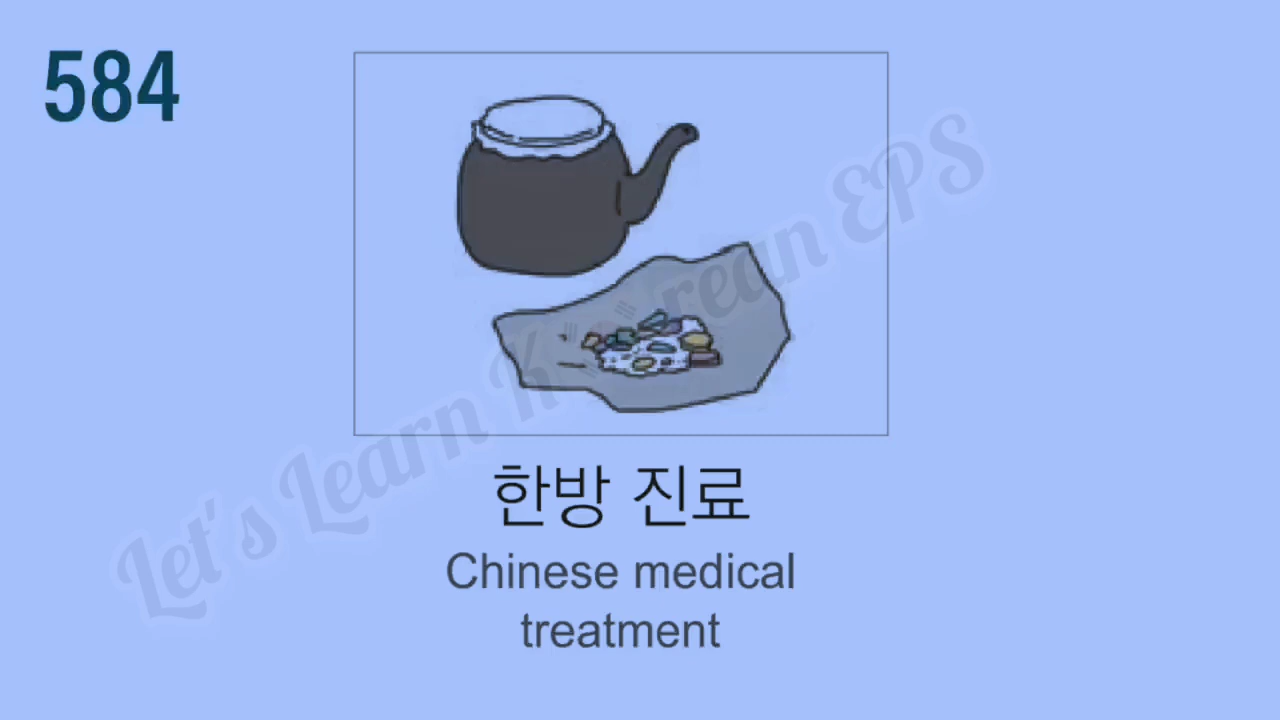 584
Let's Learn Korean EPS
한방 진료
Chinese medical
treatment